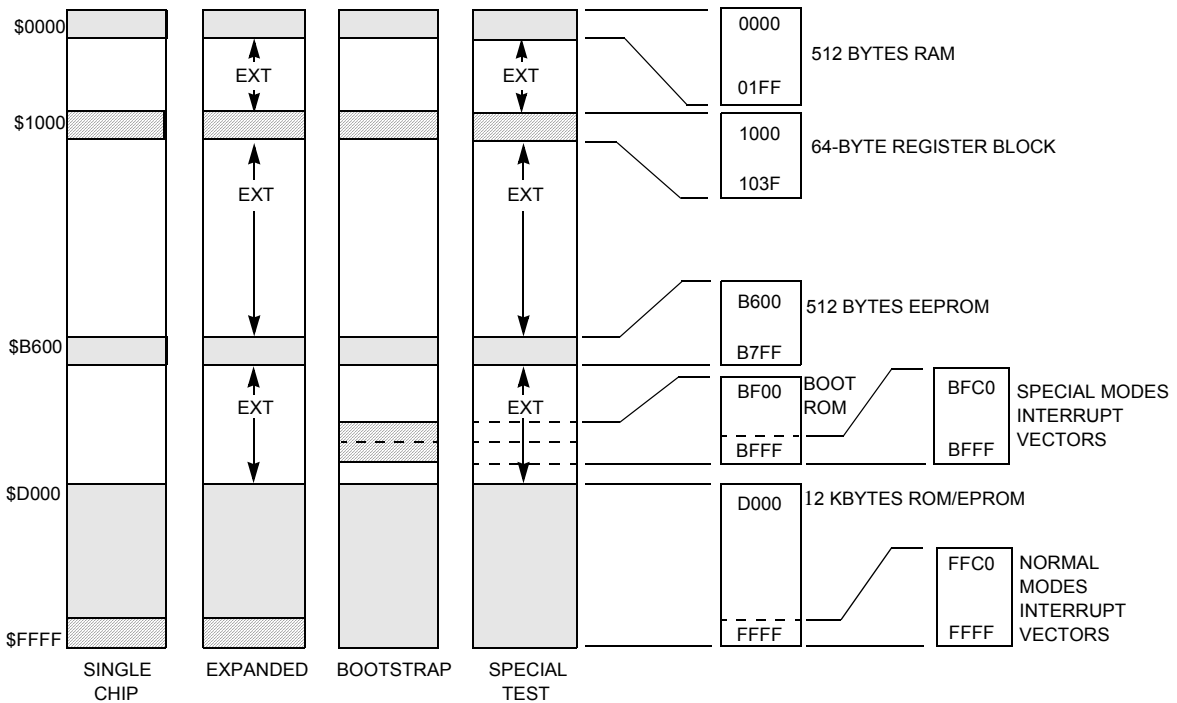 $0000
$1000
$B600
$D000
$FFFF
EXT
EXT
EXT
EXT
EXT
EXT
SINGLE
CHIP
EXPANDED
BOOTSTRAP
SPECIAL
TEST
0000
01FF
512 BYTES RAM
1000
103F
64-BYTE REGISTER BLOCK
B600
B7FF
512 BYTES EEPROM
BF00
BFFF
BOOT
ROM
BFC0
BFFF
SPECIAL MODES
INTERRUPT
VECTORS
D000
FFFF
12 KBYTES ROM/EPROM
FFC0
FFFF
NORMAL
MODES
INTERRUPT
VECTORS